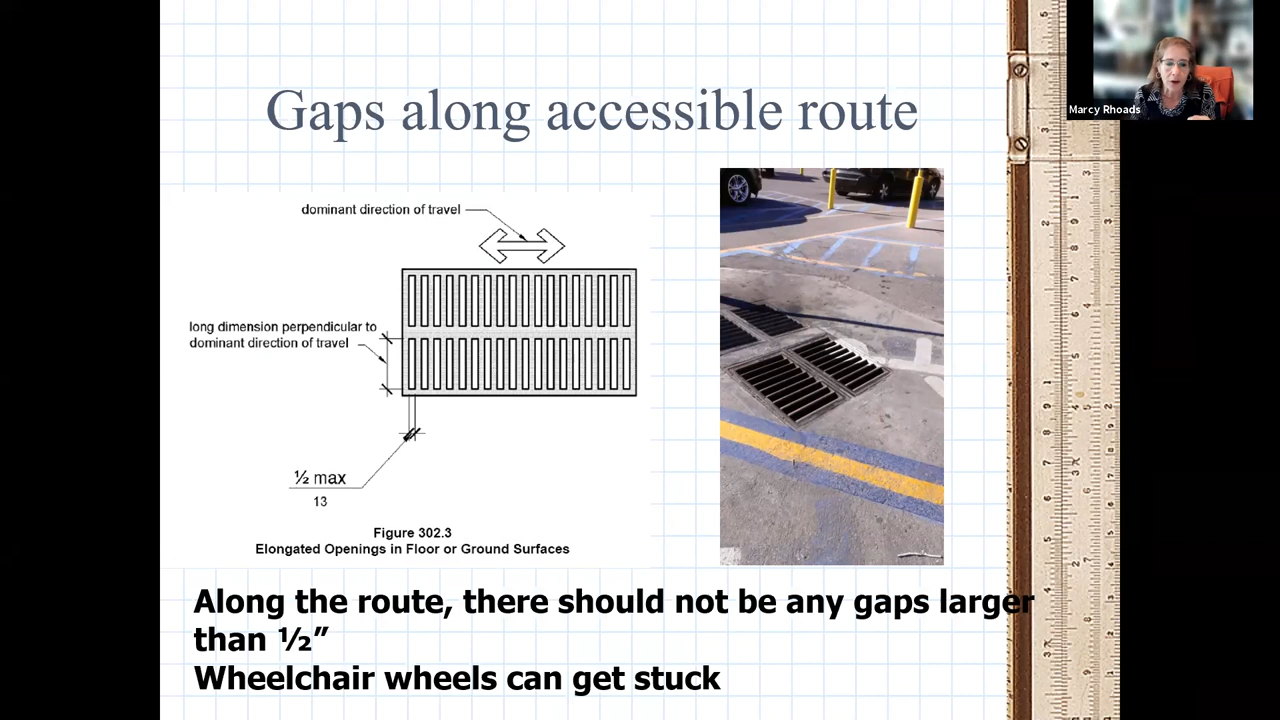 Gaps along accessible route
Marcy Rhoads
dominant direction of travel
long dimension perpendicular to
dominant direction of travel
½ max
13
Figure 302.3
Elongated Openings in Floor or Ground Surfaces
Along the route, there should not be any gaps larger
than ½”
Wheelchair wheels can get stuck